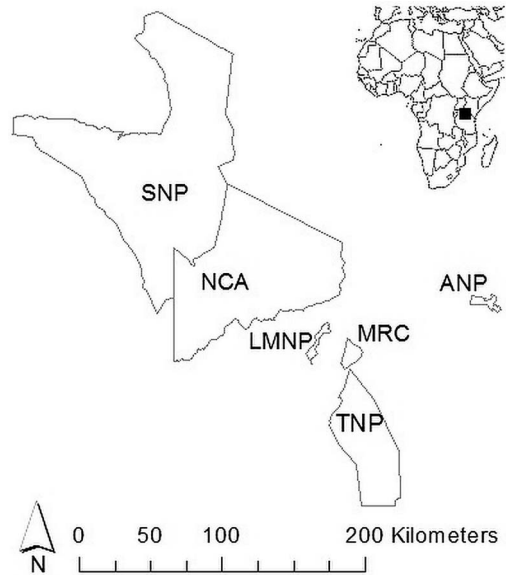 SNP
NCA
ANP
LMNP
MRC
TNP
0 50 100 200 Kilometers
N